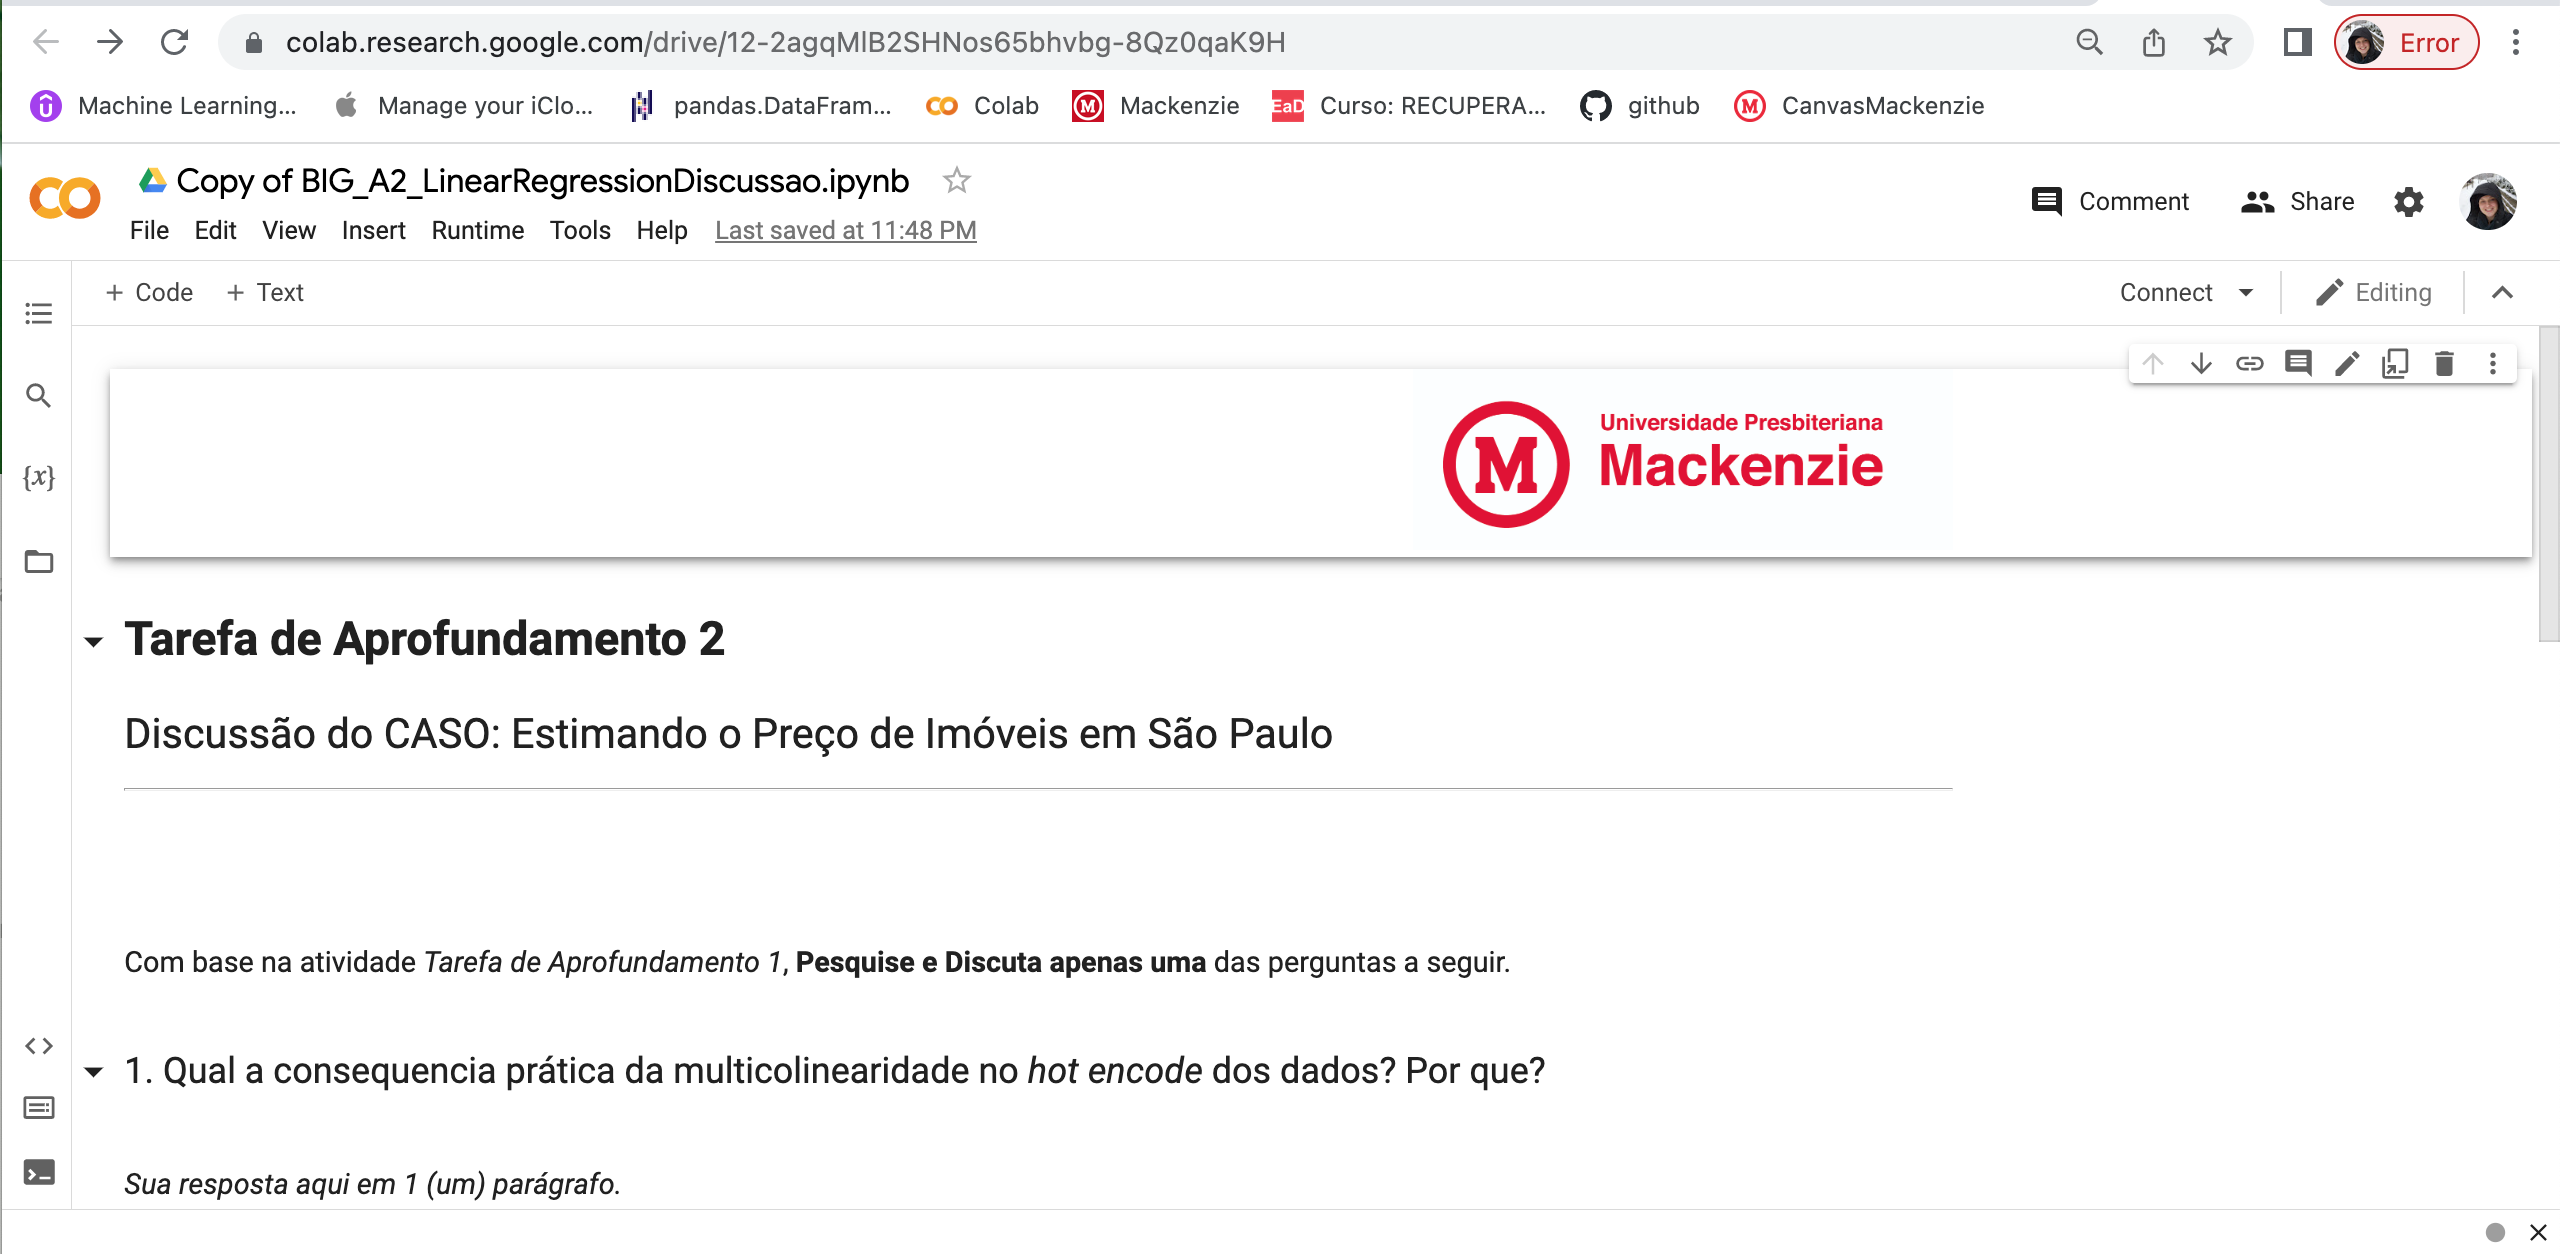 colab.research.google.com/drive/12-2agqMlB2SHNos65bhvbg-8Qz0qaK9H
Error
Machine Learning...
Manage your iClo...
pandas.DataFram...
Colab
Mackenzie
EaD
Curso: RECUPERA...
github
CanvasMackenzie
Copy of BIG_A2_LinearRegressionDiscussao.ipynb
File Edit View Insert Runtime Tools Help Last saved at 11:48 PM
Comment
Share
+ Code + Text
Connect
Editing
{x}
M
Universidade Presbiteriana
Mackenzie
Tarefa de Aprofundamento 2
Discussão do CASO: Estimando o Preço de Imóveis em São Paulo
Com base na atividade Tarefa de Aprofundamento 1, Pesquise e Discuta apenas uma das perguntas a seguir.
1. Qual a consequencia prática da multicolinearidade no hot encode dos dados? Por que?
Sua resposta aqui em 1 (um) parágrafo.